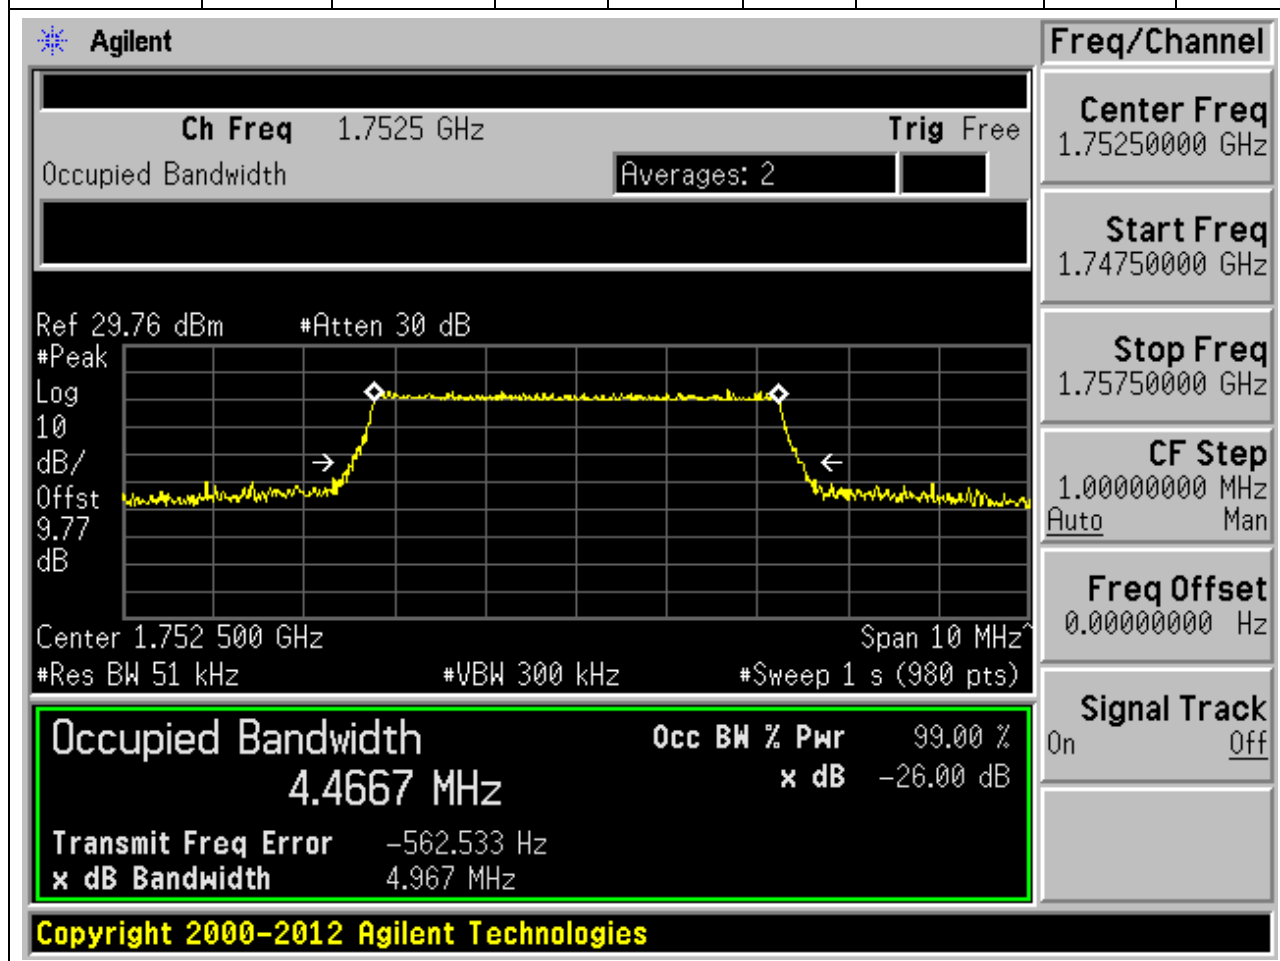 Agilent
Freq/Channel
Ch Freq 1.7525 GHz Trig Free
Occupied Bandwidth Averages: 2
Center Freq
1.75250000 GHz
Start Freq
1.74750000 GHz
Stop Freq
1.75750000 GHz
CF Step
1.00000000 MHz
Auto Man
Freq Offset
0.00000000 Hz
Signal Track
On Off
Ref 29.76 dBm #Atten 30 dB
#Peak
Log
10
dB/
Offst
9.77
dB
Center 1.752 500 GHz Span 10 MHz^
#Res BW 51 kHz #VBW 300 kHz #Sweep 1 s (980 pts)
Occupied Bandwidth Occ BW % Pwr 99.00 %
4.4667 MHz x dB -26.00 dB
Transmit Freq Error -562.533 Hz
x dB Bandwidth 4.967 MHz
Copyright 2000-2012 Agilent Technologies